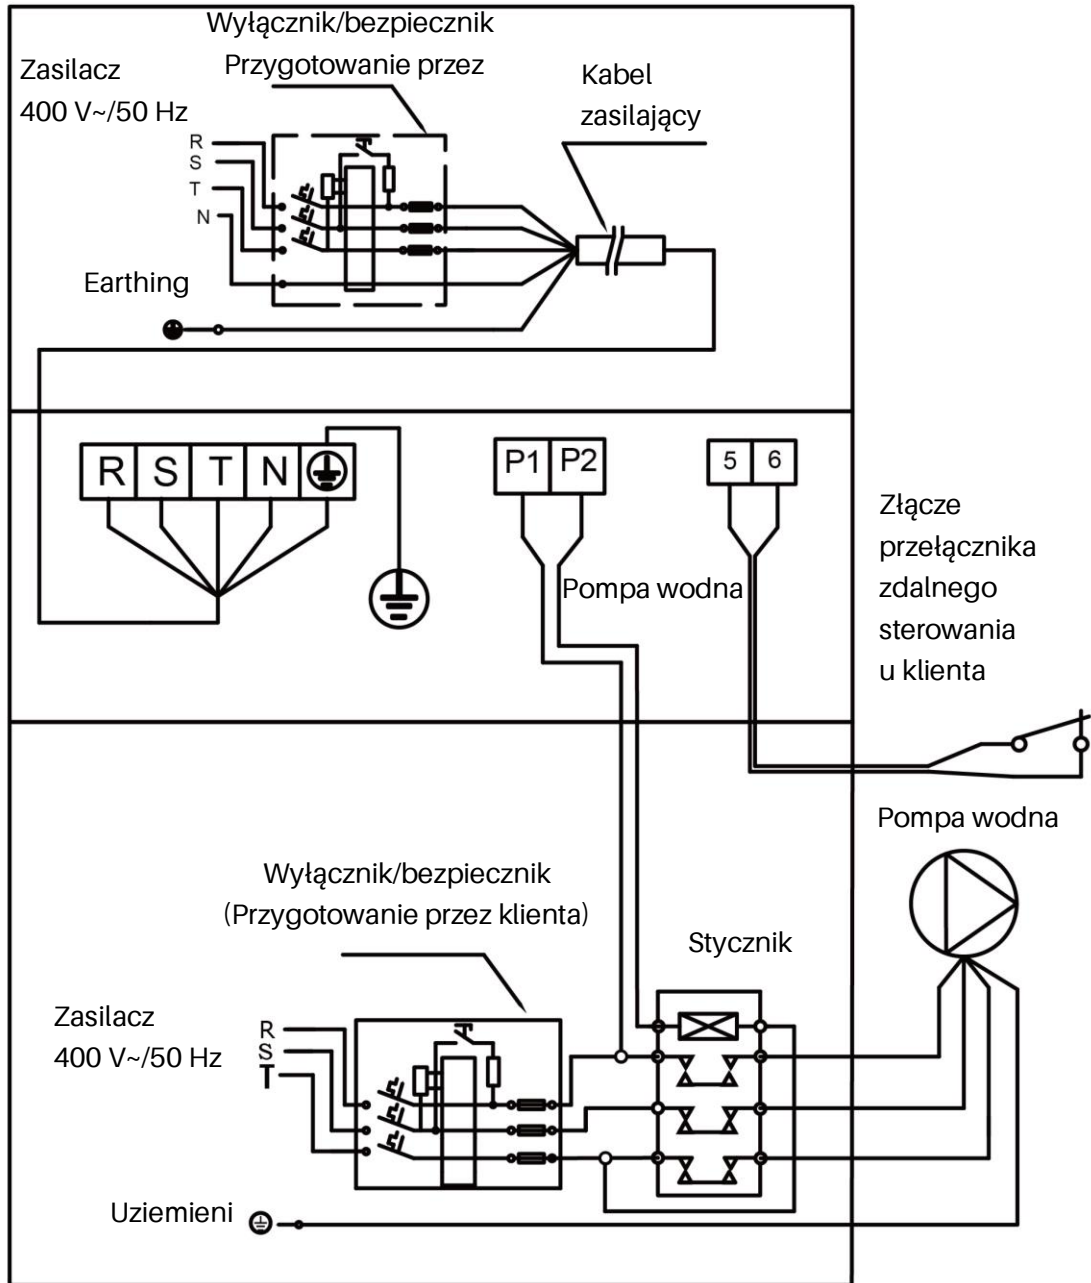 Wyłącznik/bezpiecznik
Przygotowanie przez
Zasilacz
400 V~/50 Hz
Kabel
zasilający
R
S
T
N
Earthing
R S T N
P1 P2
5 6
Złącze
przełącznika
zdalnego
sterowania
u klienta
Pompa wodna
Pompa wodna
Wyłącznik/bezpiecznik
(Przygotowanie przez klienta)
Stycznik
Zasilacz
400 V~/50 Hz
R
S
T
Uziemieni